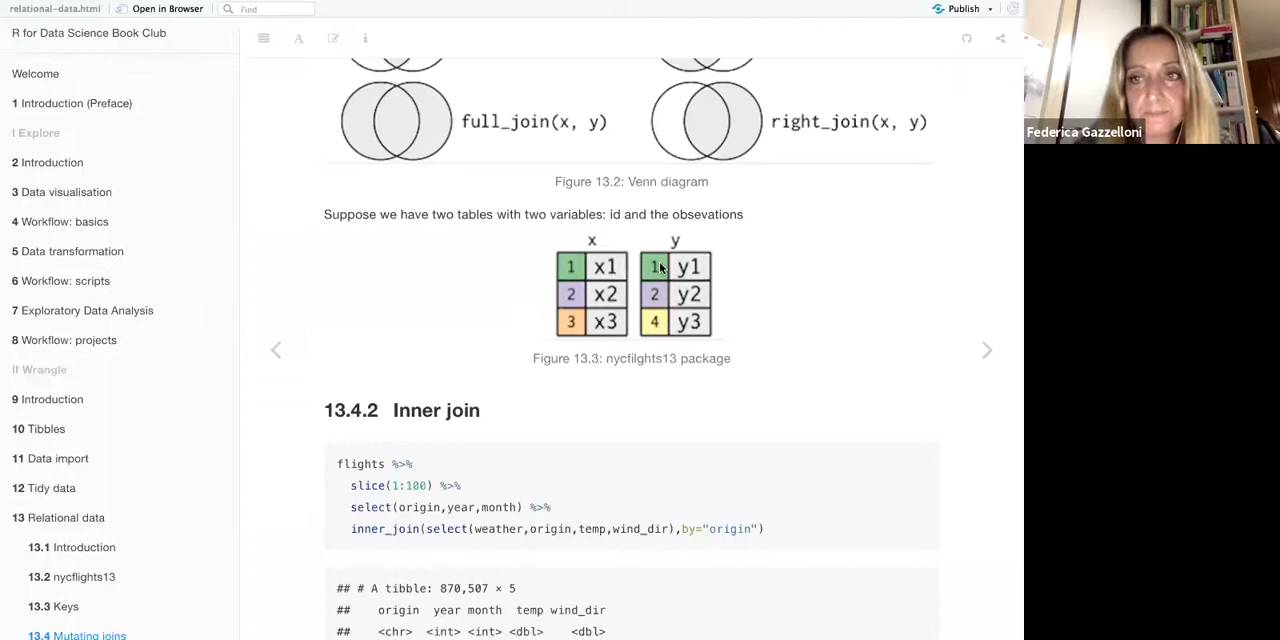 relational-data.html
Open in Browser
Find
Publish
R for Data Science Book Club
Welcome
1 Introduction (Preface)
I Explore
2 Introduction
3 Data visualisation
4 Workflow: basics
5 Data transformation
6 Workflow: scripts
7 Exploratory Data Analysis
8 Workflow: projects
II Wrangle
9 Introduction
10 Tibbles
11 Data import
12 Tidy data
13 Relational data
13.1 Introduction
13.2 nycflights13
13.3 Keys
13.4 Mutating joins
full_join(x, y)
right_join(x, y)
Figure 13.2: Venn diagram
Suppose we have two tables with two variables: id and the obsevations
x y
1 x1 1 y1
2 x2 2 y2
3 x3 4 y3
Figure 13.3: nycfilghts13 package
13.4.2 Inner join
flights %>%
slice(1:100) %>%
select(origin,year,month) %>%
inner_join(select(weather,origin,temp,wind_dir),by="origin")
## # A tibble: 870,507 × 5
## origin year month temp wind_dir
## <chr> <int> <int> <dbl> <dbl>
Federica Gazzelloni